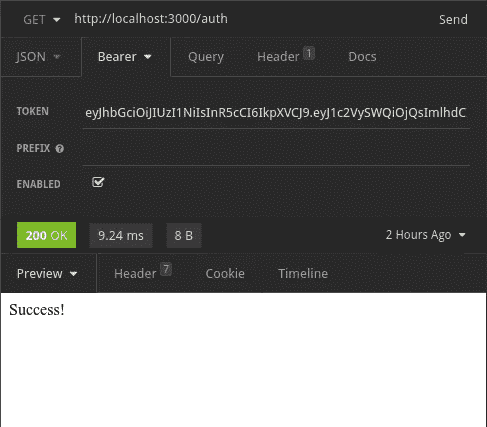 GET http://localhost:3000/auth Send
JSON Bearer Query Header 1 Docs
TOKEN eyJhbGciOiJIUzI1NiIsInR5cCI6IkpXVCJ9.eyJ1c2VySWQiOjQsImlhdC
PREFIX ?
ENABLED
200 OK 9.24 ms 8 B 2 Hours Ago
Preview Header 7 Cookie Timeline
Success!